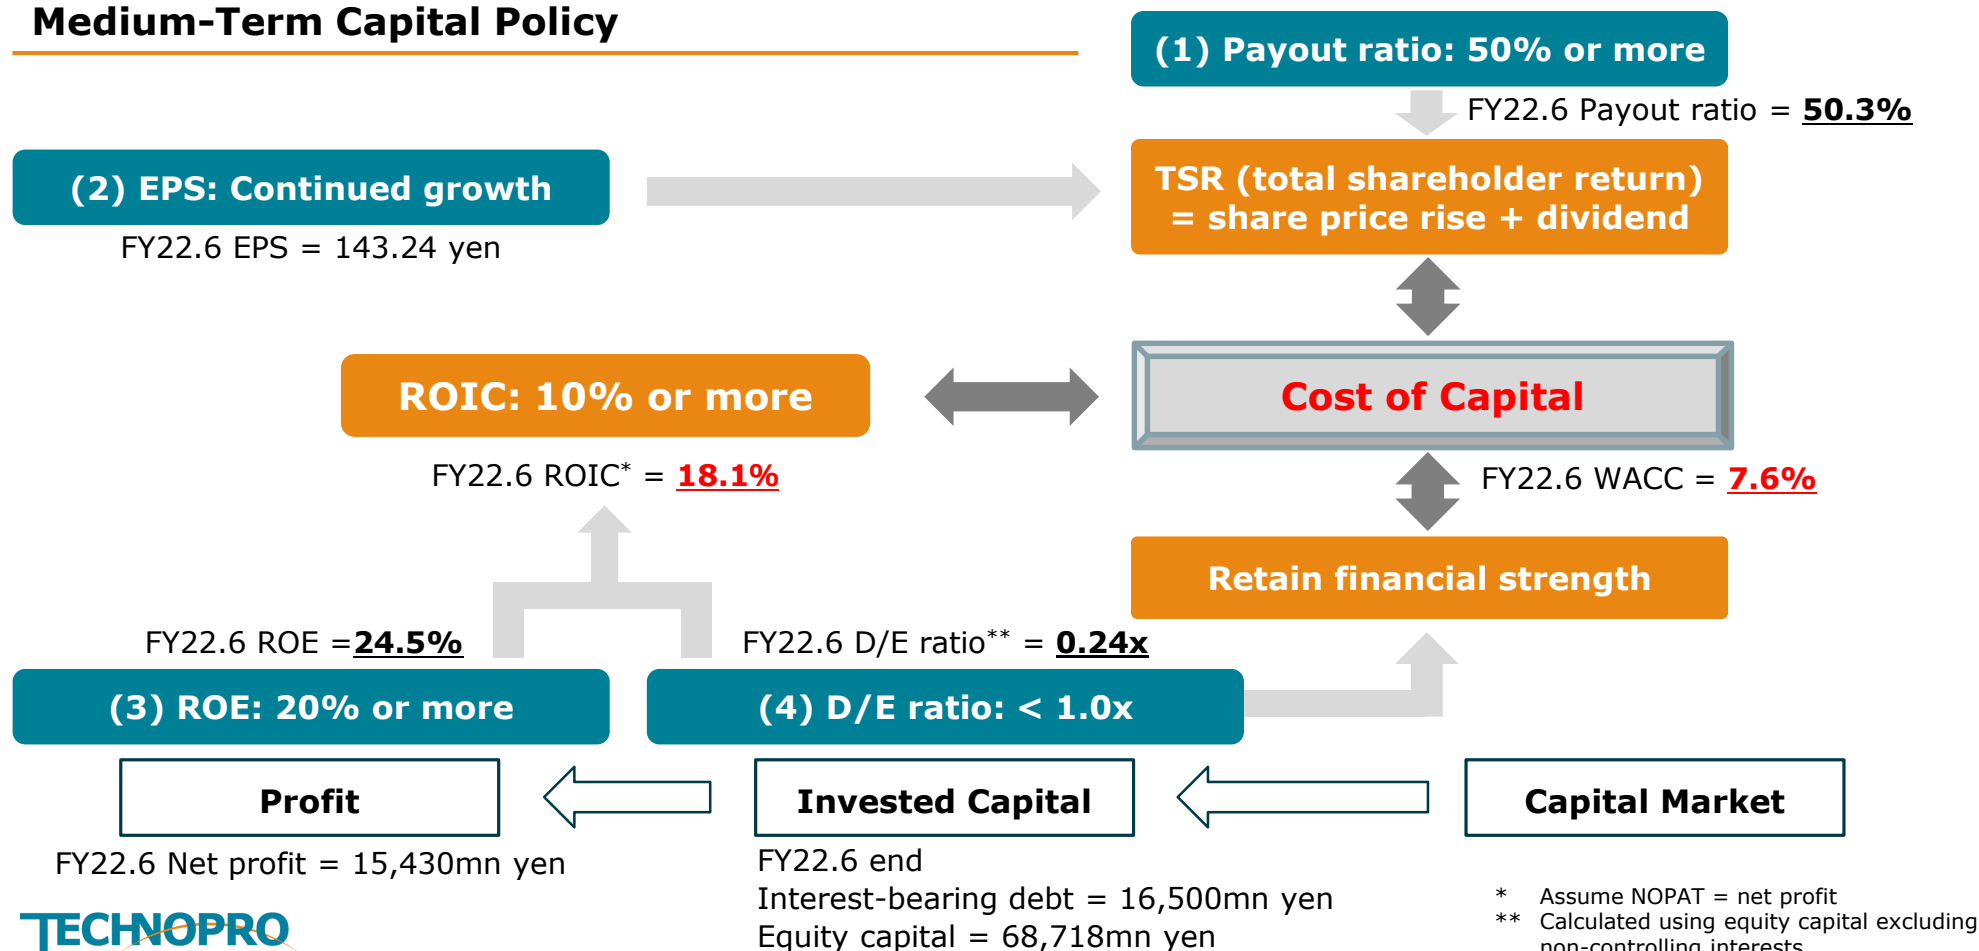 Medium-Term Capital Policy
(1) Payout ratio: 50% or more
FY22.6 Payout ratio = 50.3%
(2) EPS: Continued growth
FY22.6 EPS = 143.24 yen
TSR (total shareholder return)
= share price rise + dividend
ROIC: 10% or more
FY22.6 ROIC* = 18.1%
Cost of Capital
FY22.6 WACC = 7.6%
Retain financial strength
FY22.6 ROE =24.5%
FY22.6 D/E ratio** = 0.24x
(3) ROE: 20% or more
(4) D/E ratio: < 1.0x
Profit
Invested Capital
Capital Market
FY22.6 Net profit = 15,430mn yen
FY22.6 end
Interest-bearing debt = 16,500mn yen
Equity capital = 68,718mn yen
* Assume NOPAT = net profit
** Calculated using equity capital excluding
non-controlling interests
TECHNOPRO